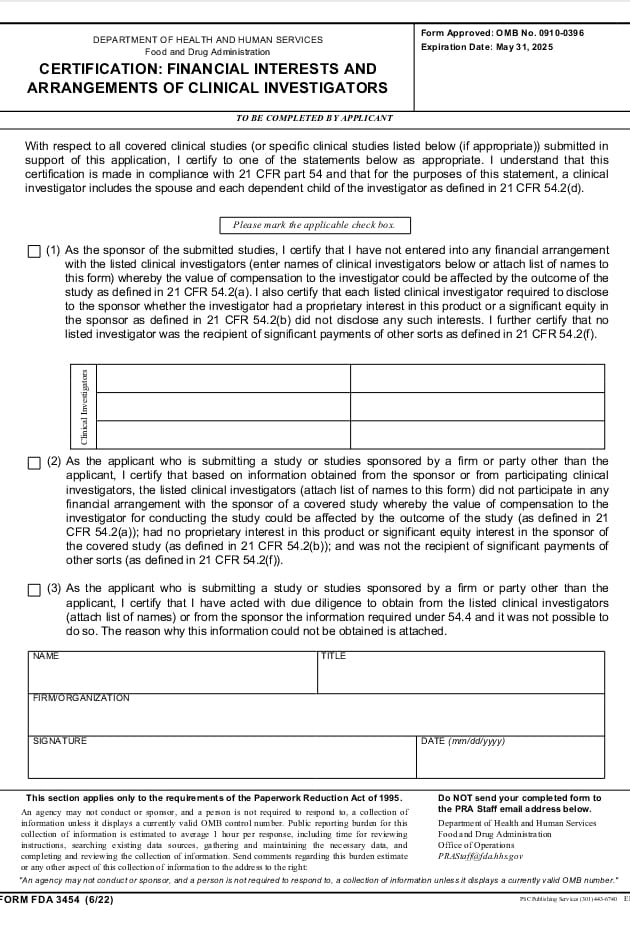 DEPARTMENT OF HEALTH AND HUMAN SERVICES
Food and Drug Administration
CERTIFICATION: FINANCIAL INTERESTS AND
ARRANGEMENTS OF CLINICAL INVESTIGATORS
Form Approved: OMB No. 0910-0396
Expiration Date: May 31, 2025
TO BE COMPLETED BY APPLICANT
With respect to all covered clinical studies (or specific clinical studies listed below (if appropriate)) submitted in
support of this application, I certify to one of the statements below as appropriate. I understand that this
certification is made in compliance with 21 CFR part 54 and that for the purposes of this statement, a clinical
investigator includes the spouse and each dependent child of the investigator as defined in 21 CFR 54.2(d).
Please mark the applicable check box.
(1) As the sponsor of the submitted studies, I certify that I have not entered into any financial arrangement
with the listed clinical investigators (enter names of clinical investigators below or attach list of names to
this form) whereby the value of compensation to the investigator could be affected by the outcome of the
study as defined in 21 CFR 54.2(a). I also certify that each listed clinical investigator required to disclose
to the sponsor whether the investigator had a proprietary interest in this product or a significant equity in
the sponsor as defined in 21 CFR 54.2(b) did not disclose any such interests. I further certify that no
listed investigator was the recipient of significant payments of other sorts as defined in 21 CFR 54.2(f).
Clinical Investigators
(2) As the applicant who is submitting a study or studies sponsored by a firm or party other than the
applicant, I certify that based on information obtained from the sponsor or from participating clinical
investigators, the listed clinical investigators (attach list of names to this form) did not participate in any
financial arrangement with the sponsor of a covered study whereby the value of compensation to the
investigator for conducting the study could be affected by the outcome of the study (as defined in 21
CFR 54.2(a)); had no proprietary interest in this product or significant equity interest in the sponsor of
the covered study (as defined in 21 CFR 54.2(b)); and was not the recipient of significant payments of
other sorts (as defined in 21 CFR 54.2(f)).
(3) As the applicant who is submitting a study or studies sponsored by a firm or party other than the
applicant, I certify that I have acted with due diligence to obtain from the listed clinical investigators
(attach list of names) or from the sponsor the information required under 54.4 and it was not possible to
do so. The reason why this information could not be obtained is attached.
NAME
TITLE
FIRM/ORGANIZATION
SIGNATURE
DATE (mm/dd/yyyy)
This section applies only to the requirements of the Paperwork Reduction Act of 1995.
An agency may not conduct or sponsor, and a person is not required to respond to, a collection of
information unless it displays a currently valid OMB control number. Public reporting burden for this
collection of information is estimated to average 1 hour per response, including time for reviewing
instructions, searching existing data sources, gathering and maintaining the necessary data, and
completing and reviewing the collection of information. Send comments regarding this burden estimate
or any other aspect of this collection of information to the address to the right:
Do NOT send your completed form to
the PRA Staff email address below.
Department of Health and Human Services
Food and Drug Administration
Office of Operations
PRAStaff@fda.hhs.gov
"An agency may not conduct or sponsor, and a person is not required to respond to, a collection of information unless it displays a currently valid OMB number."
FORM FDA 3454 (6/22)
PSC Publishing Services (301) 443-6740